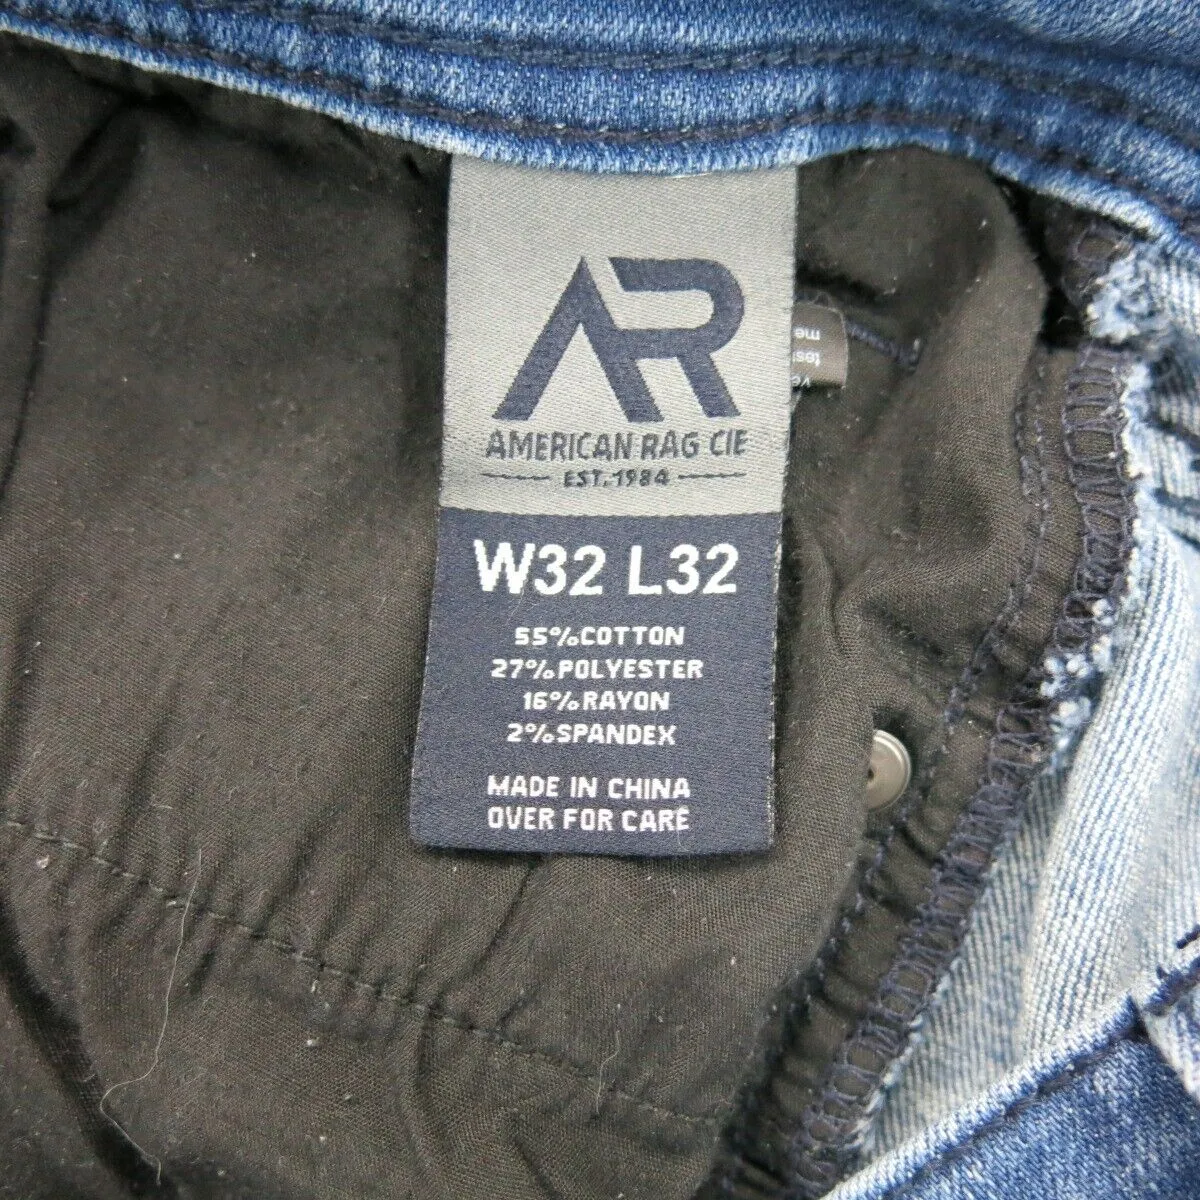 AR
AMERICAN RAG CIE
EST. 1984
W32 L32
55%COTTON
27%POLYESTER
16%RAYON
2%SPANDEX
MADE IN CHINA
OVER FOR CARE
me